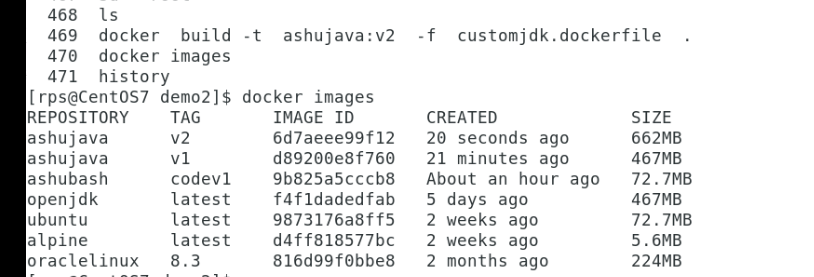 468 ls
469 docker build -t ashujava:v2 -f customjdk.dockerfile .
470 docker images
471 history
[rps@CentOS7 demo2]$ docker images
REPOSITORY TAG IMAGE ID CREATED SIZE
ashujava v2 6d7aeee99f12 20 seconds ago 662MB
ashujava v1 d89200e8f760 21 minutes ago 467MB
ashubash codev1 9b825a5cccb8 About an hour ago 72.7MB
openjdk latest f4f1dadedfab 5 days ago 467MB
ubuntu latest 9873176a8ff5 2 weeks ago 72.7MB
alpine latest d4ff818577bc 2 weeks ago 5.6MB
oraclelinux 8.3 816d99f0bbe8 2 months ago 224MB